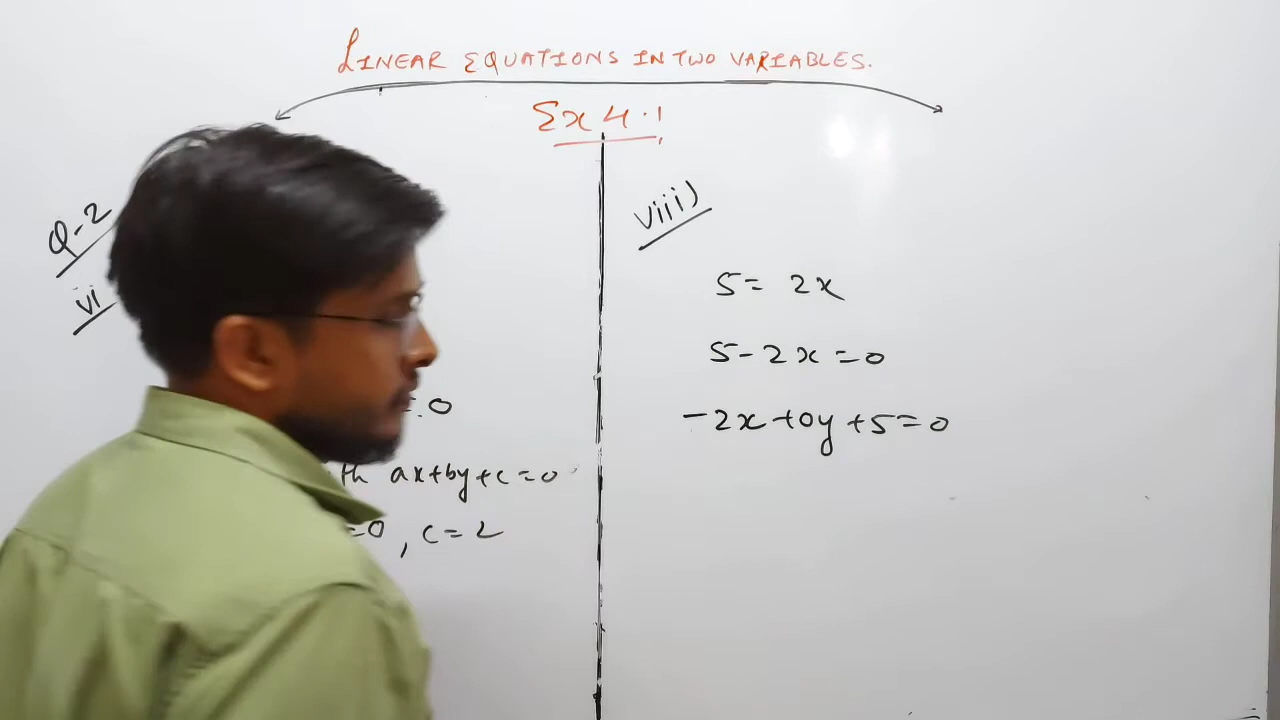 LINEAR EQUATIONS IN TWO VARIABLES.
Ex 4.1
Q-2
vi
=0
th ax+by+c=0
=0, c=2
viii)
5= 2x
5-2x=0
-2x+0y+5=0